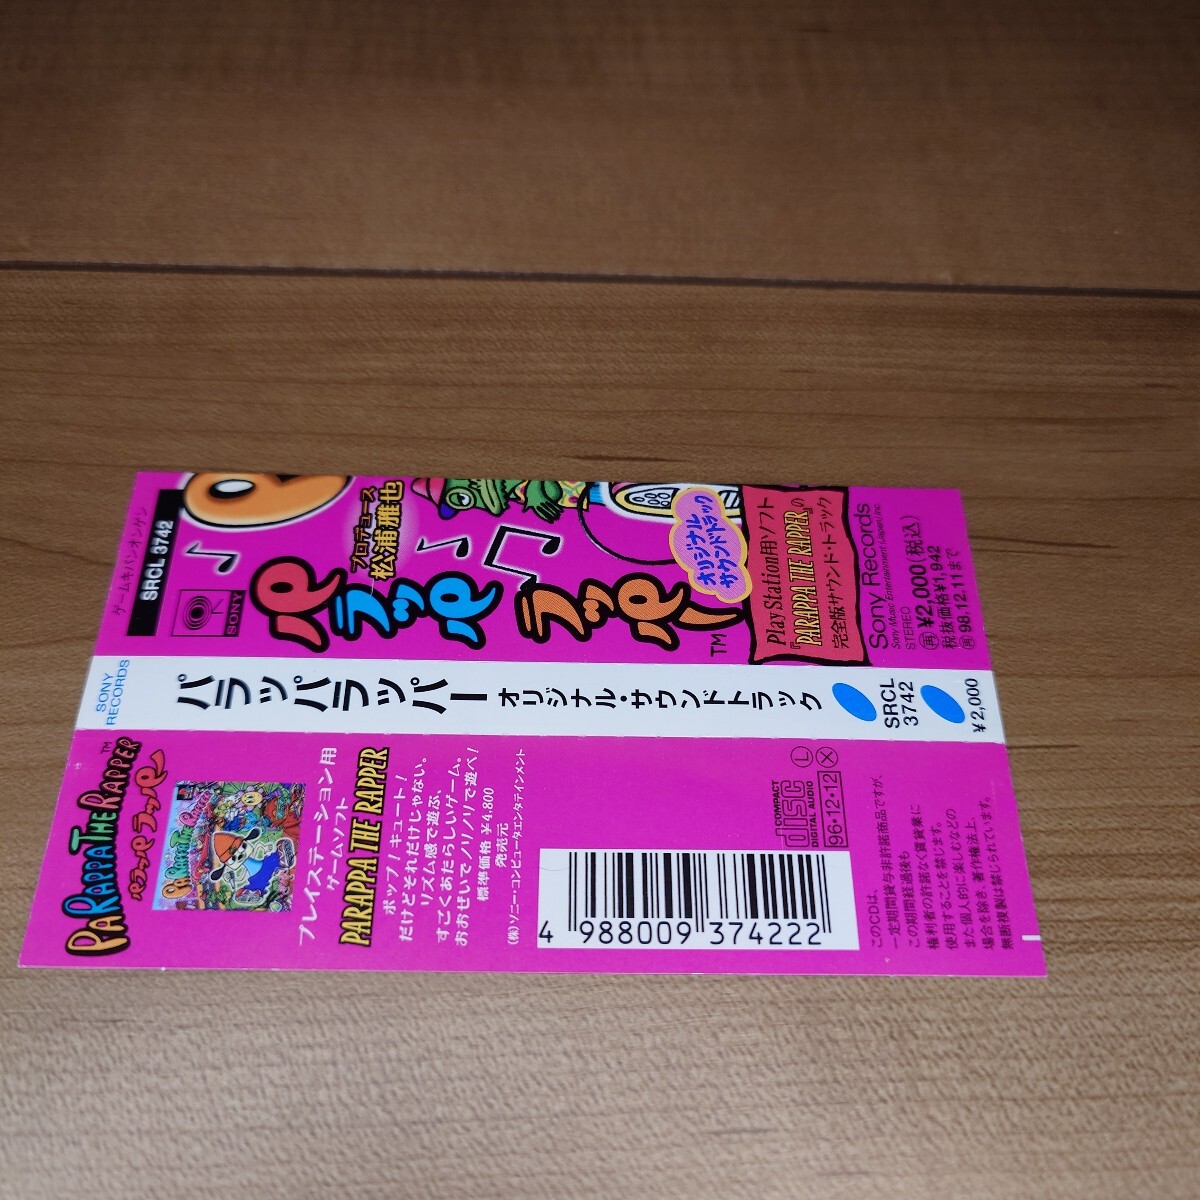 ゲームキバンオンゲン
SRCL 3742
SONY
プロデュース
松浦雅也
パラッパ
ラッパー
TM
オリジナル
サウンドトラック
PlayStation用ソフト
『PARAPPA THE RAPPER』の
完全版サウンド・トラック
Sony Records
Sony Music Entertainment (Japan) Inc.
STEREO
再 ¥2,000(税込)
税抜価格¥1,942
再 98.12.11まで
SONY
RECORDS
パラッパラッパー オリジナル・サウンドトラック
SRCL
3742
¥2,000
PARAPPA THE RAPPER TM
パラッパラッパー
PARAPPA THE RAPPER
プレイステーション用
ゲームソフト
PARAPPA THE RAPPER
ポップ！キュート！
だけどそれだけじゃない。
リズム感で遊ぶ、
すごくあたらしいゲーム。
おおぜいでノリノリで遊べ！
標準価格 ¥4,800
発売元
(株)ソニー・コンピュータエンタテインメント
4 988009 374222
COMPACT
disc
DIGITAL AUDIO
L
X
96・12・12
このCDは、
一定期間貸与非許諾商品ですが、
この期間経過後も
権利者の許諾なく賃貸業に
使用することを禁じます。
また個人的に楽しむなどの
場合を除き、著作権法上、
無断複製は禁じられています。